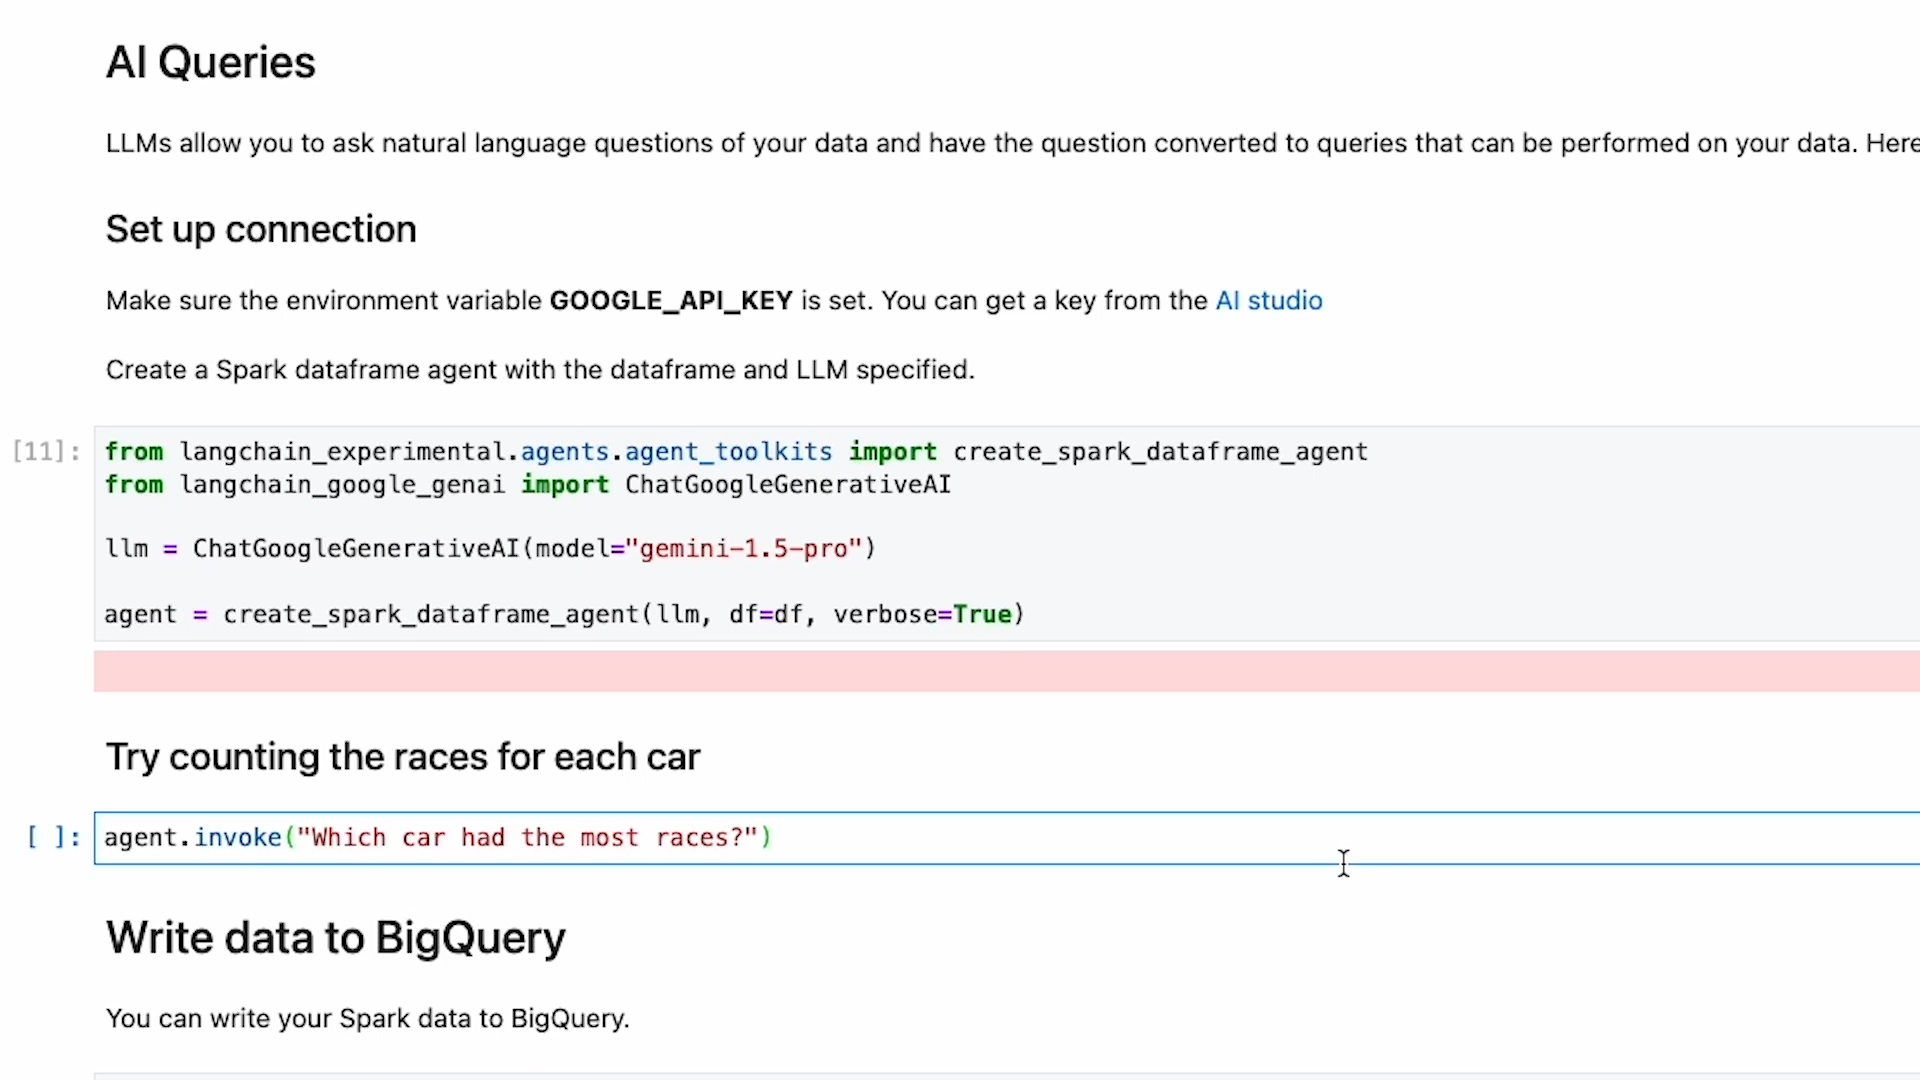 AI Queries
LLMs allow you to ask natural language questions of your data and have the question converted to queries that can be performed on your data. Here
Set up connection
Make sure the environment variable GOOGLE_API_KEY is set. You can get a key from the AI studio
Create a Spark dataframe agent with the dataframe and LLM specified.
[11]: from langchain_experimental.agents.agent_toolkits import create_spark_dataframe_agent
from langchain_google_genai import ChatGoogleGenerativeAI
llm = ChatGoogleGenerativeAI(model="gemini-1.5-pro")
agent = create_spark_dataframe_agent(llm, df=df, verbose=True)
Try counting the races for each car
[ ]: agent.invoke("Which car had the most races?")
Write data to BigQuery
You can write your Spark data to BigQuery.